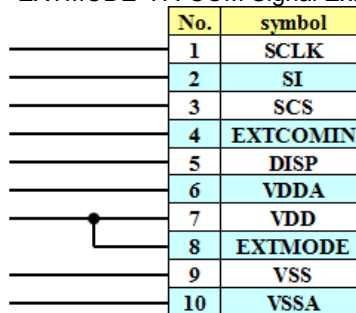 No. symbol
1 SCLK
2 SI
3 SCS
4 EXTCOMIN
5 DISP
6 VDDA
7 VDD
8 EXTMODE
9 VSS
10 VSSA